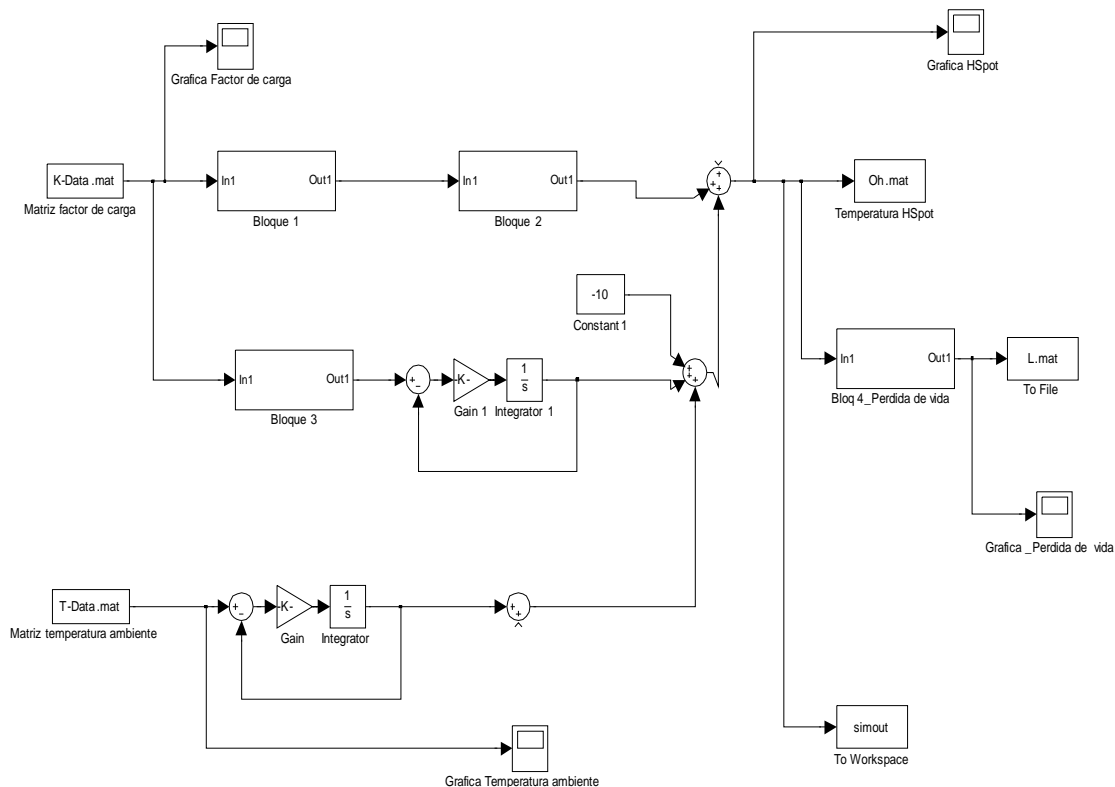 Grafica Factor de carga
Grafica HSpot
K-Data .mat
Matriz factor de carga
In1
Out1
Bloque 1
In1
Out1
Bloque 2
+
+
+
Oh.mat
Temperatura HSpot
-10
Constant 1
In1
Out1
Bloque 3
+
-
-K-
Gain 1
1
s
Integrator 1
+
+
+
In1
Out1
Bloq 4_Perdida de vida
L.mat
To File
Grafica _Perdida de vida
T-Data .mat
Matriz temperatura ambiente
+
-
-K-
Gain
1
s
Integrator
+
+
Grafica Temperatura ambiente
simout
To Workspace